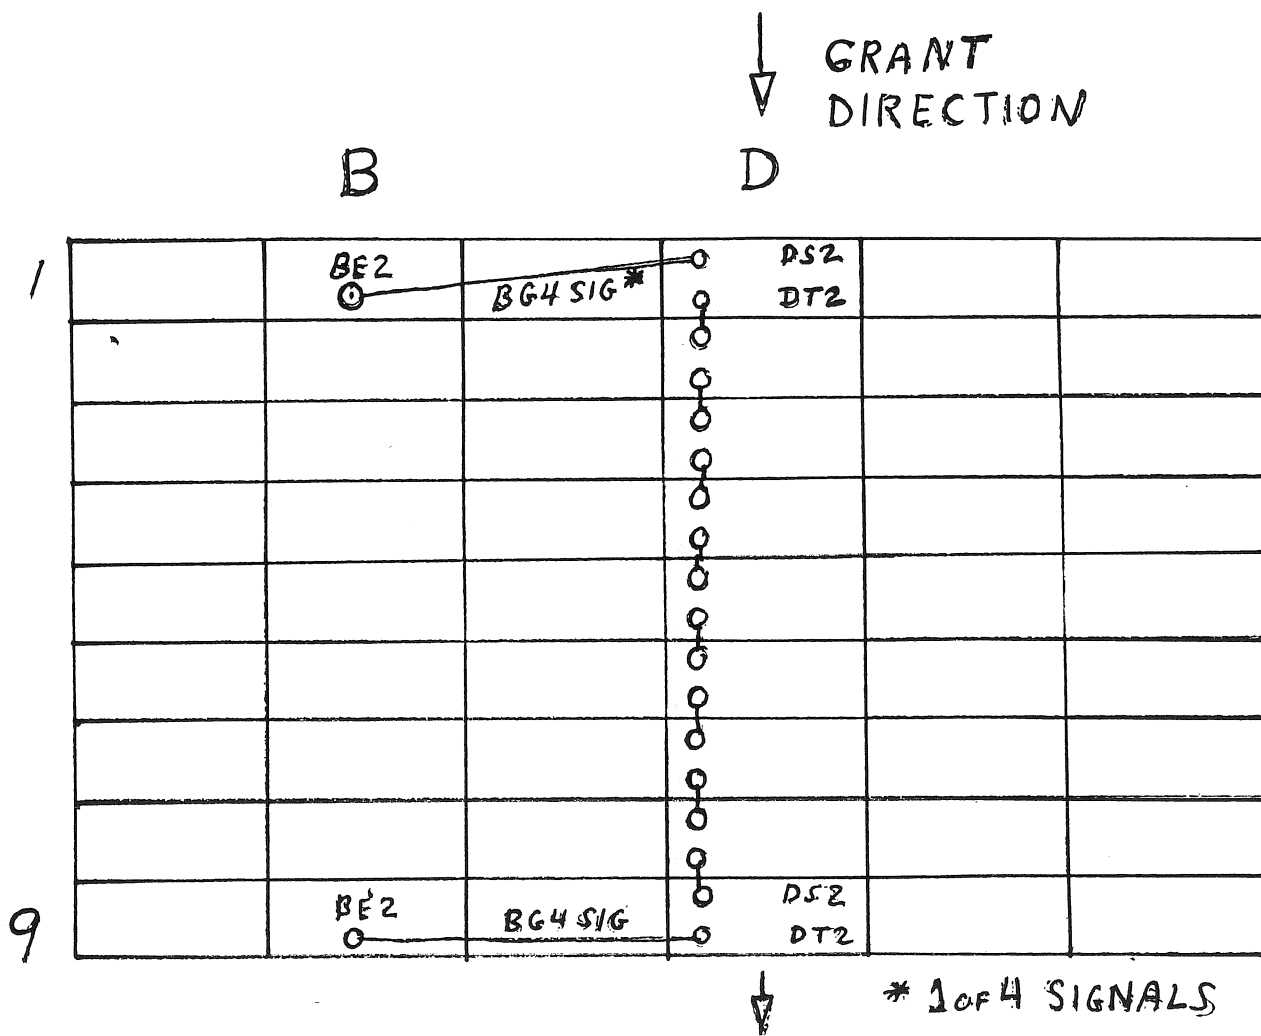 GRANT
DIRECTION
B D
1 BE2 BG4 SIG* DS2
DT2
9 BE2 BG4 SIG DS2
DT2
* 1 OF 4 SIGNALS